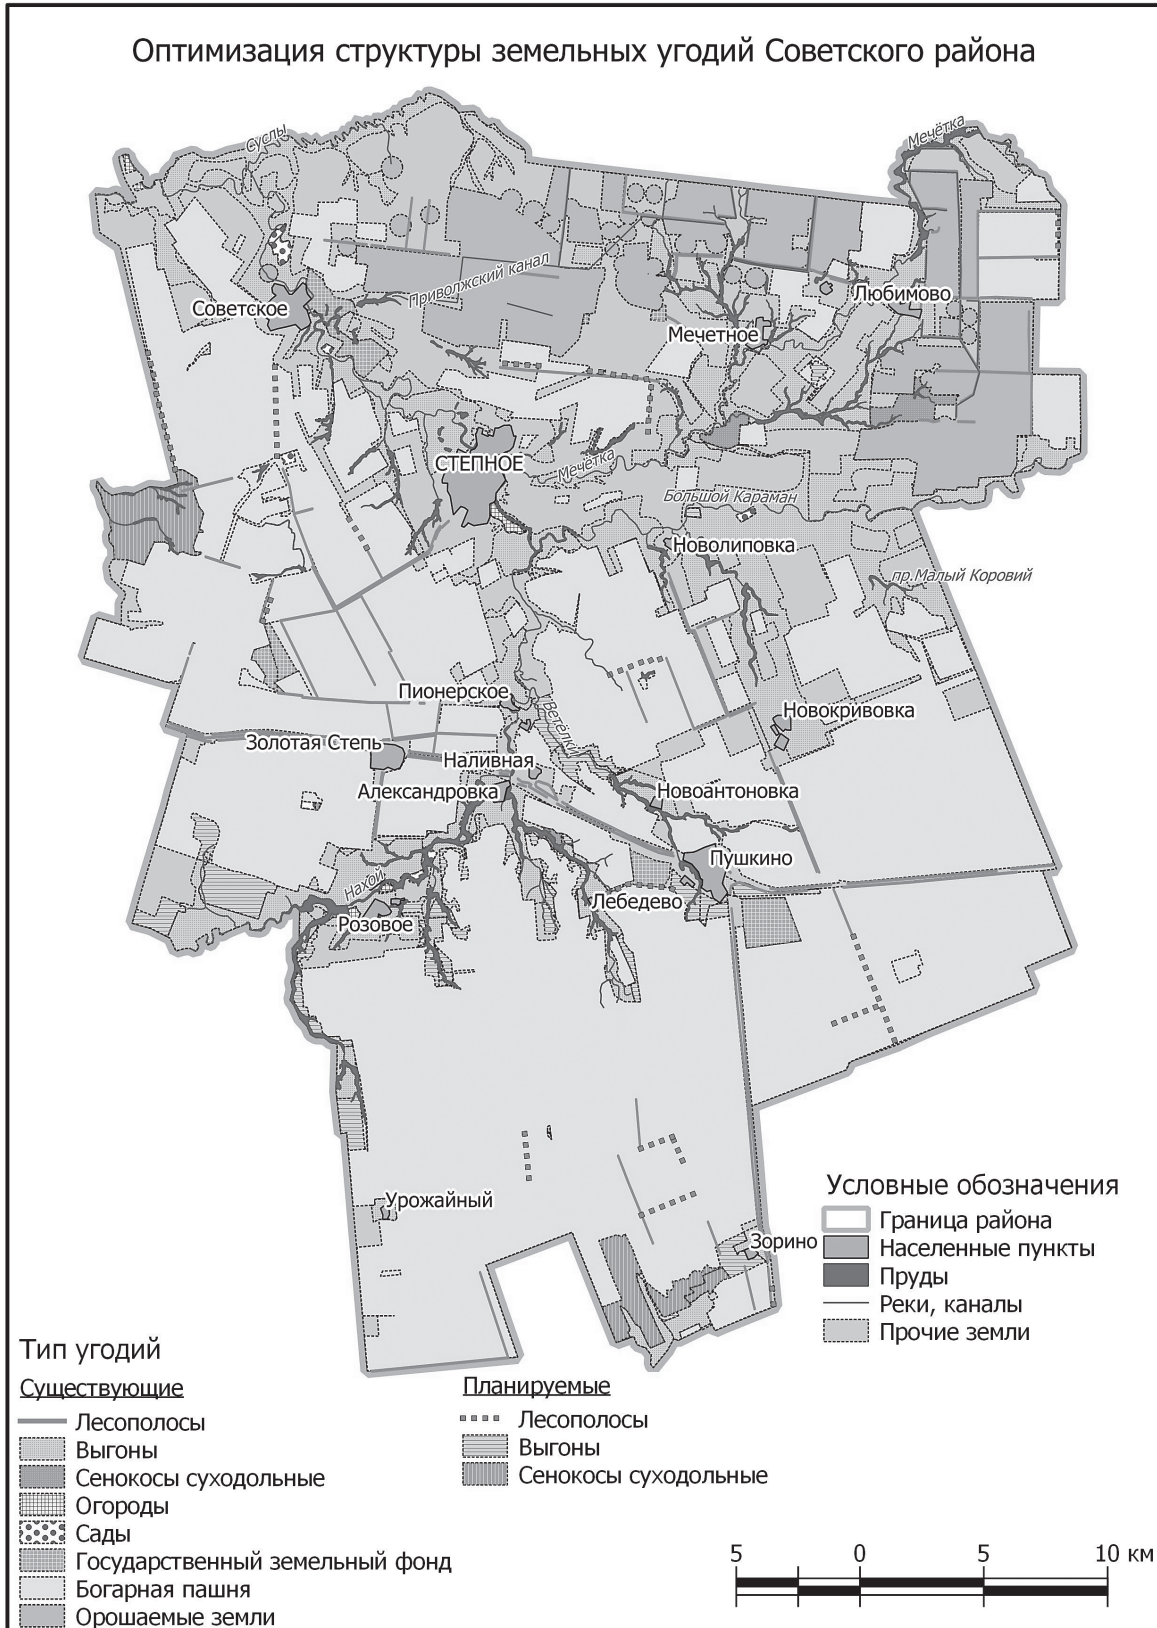 Оптимизация структуры земельных угодий Советского района
Суслы
Мечётка
Приволжский канал
Советское
Любимово
Мечетное
СТЕПНОЕ
Мечётка
Большой Караман
Новолиповка
пр.Малый Коровий
Пионерское
Ветёлки
Новокривовка
Золотая Степь
Наливная
Александровка
Новоантоновка
Пушкино
Нахой
Лебедево
Розовое
Урожайный
Зорино
Условные обозначения
Граница района
Населенные пункты
Пруды
Реки, каналы
Прочие земли
Тип угодий
Существующие
Лесополосы
Выгоны
Сенокосы суходольные
Огороды
Сады
Государственный земельный фонд
Богарная пашня
Орошаемые земли
Планируемые
Лесополосы
Выгоны
Сенокосы суходольные
5 0 5 10 км